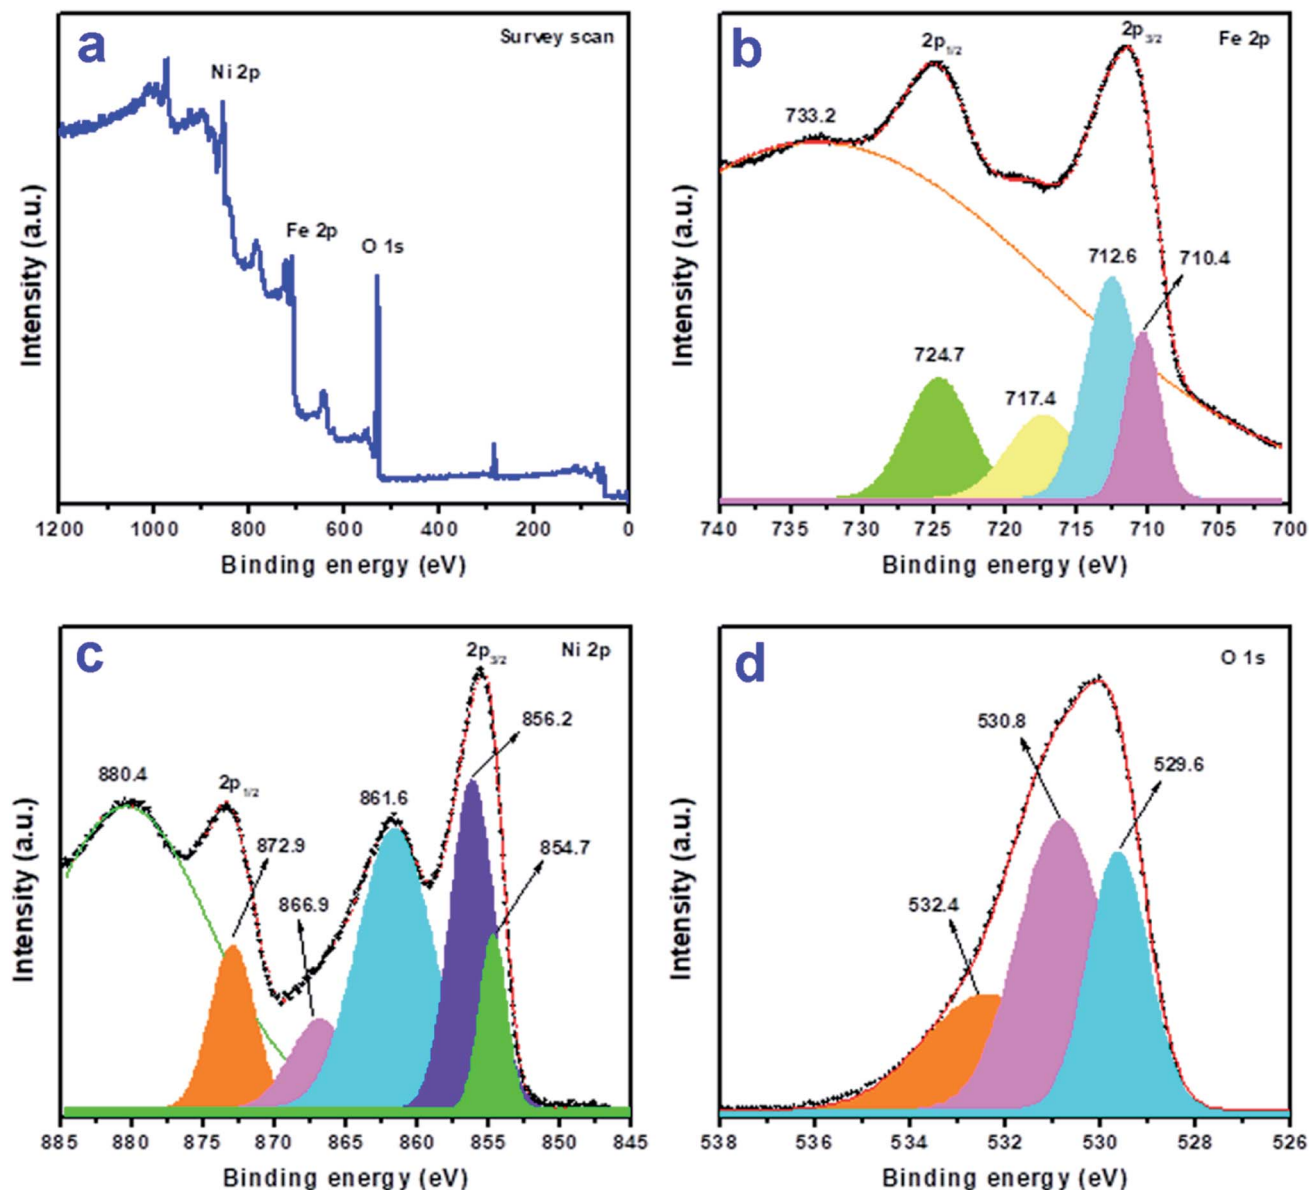 a
Survey scan
Ni 2p
Fe 2p
O 1s
Intensity (a.u.)
1200 1000 800 600 400 200 0
Binding energy (eV)
b
2p1/2
2p3/2
Fe 2p
733.2
712.6
710.4
724.7
717.4
Intensity (a.u.)
740 735 730 725 720 715 710 705 700
Binding energy (eV)
c
2p3/2
Ni 2p
856.2
880.4
2p1/2
861.6
872.9
854.7
866.9
Intensity (a.u.)
885 880 875 870 865 860 855 850 845
Binding energy (eV)
d
O 1s
530.8
529.6
532.4
Intensity (a.u.)
538 536 534 532 530 528 526
Binding energy (eV)